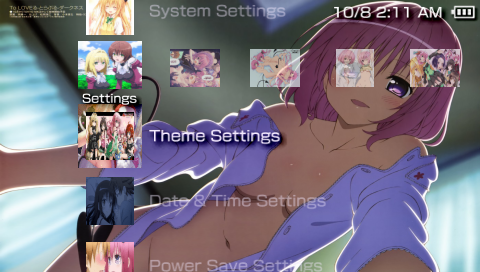 To LOVEる-とらぶる-ダークネス
System Settings
10/8 2:11 AM
Settings
Theme Settings
Date & Time Settings
Power Save Settings